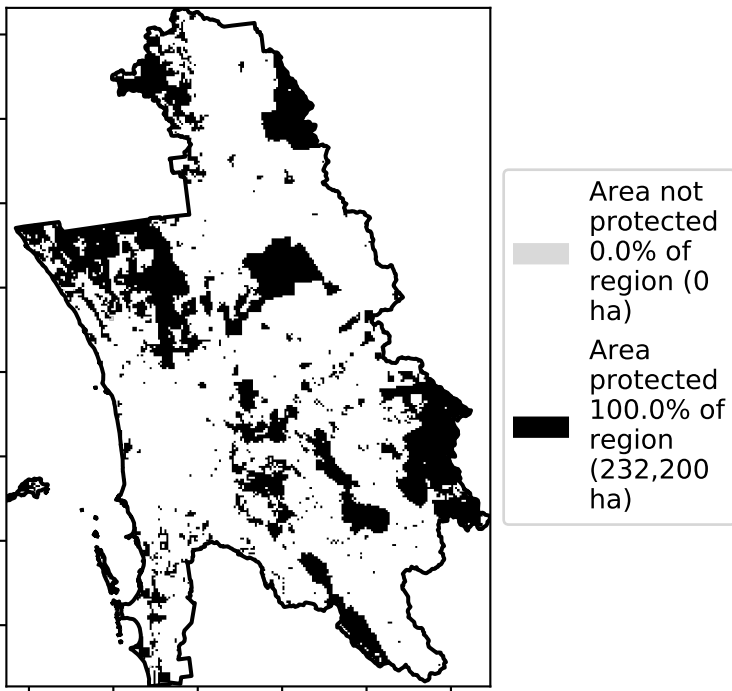 Area not
protected
0.0% of
region (0
ha)
Area
protected
100.0% of
region
(232,200
ha)